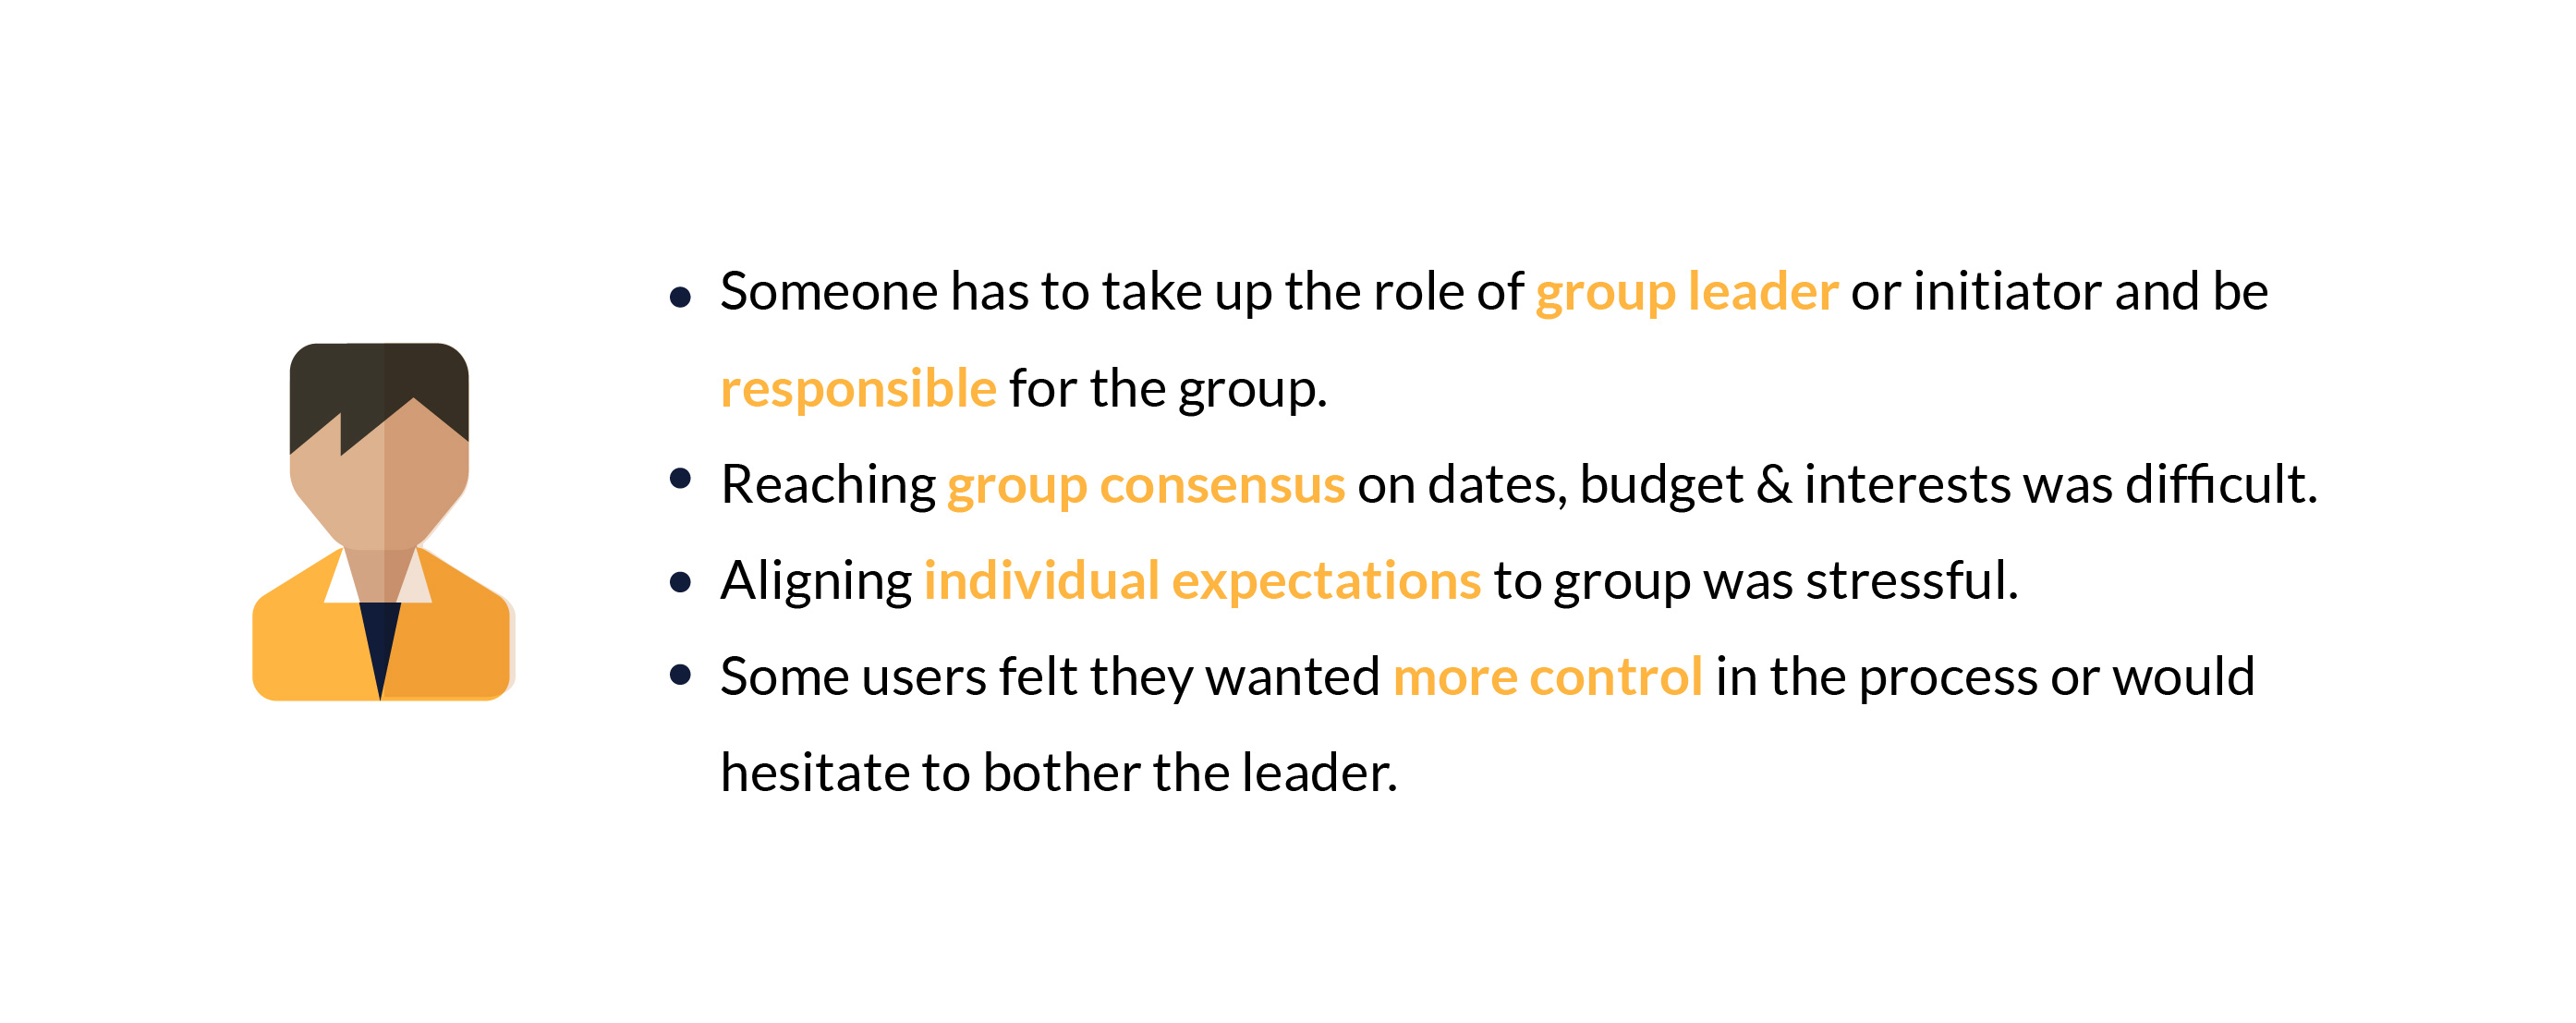 • Someone has to take up the role of group leader or initiator and be
responsible for the group.
• Reaching group consensus on dates, budget & interests was difficult.
• Aligning individual expectations to group was stressful.
• Some users felt they wanted more control in the process or would
hesitate to bother the leader.